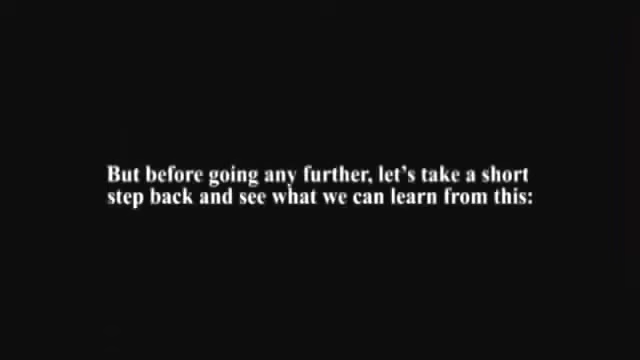 But before going any further, let’s take a short
step back and see what we can learn from this: